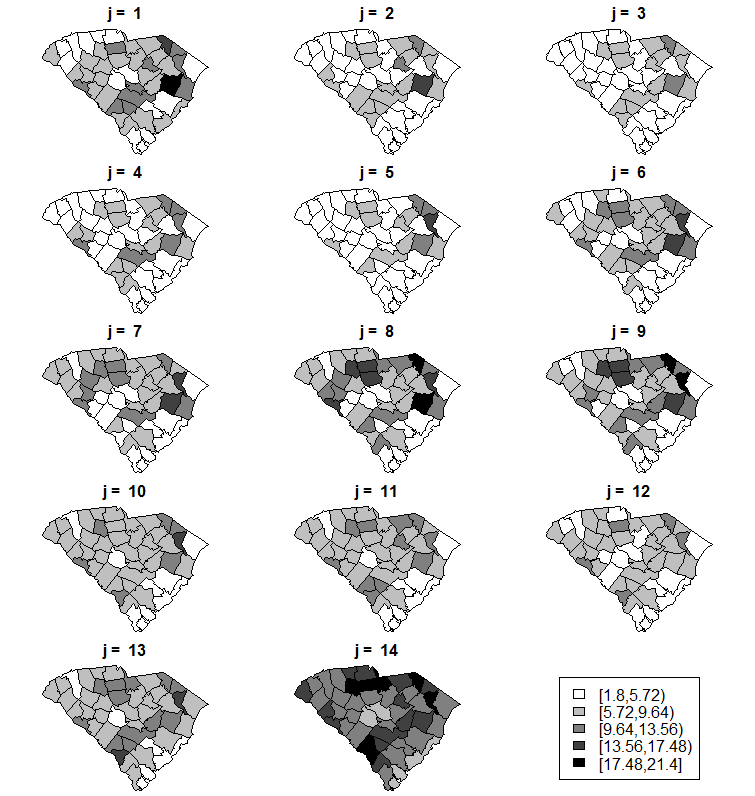 j = 1
j = 2
j = 3
j = 4
j = 5
j = 6
j = 7
j = 8
j = 9
j = 10
j = 11
j = 12
j = 13
j = 14
[1.8,5.72)
[5.72,9.64)
[9.64,13.56)
[13.56,17.48)
[17.48,21.4]